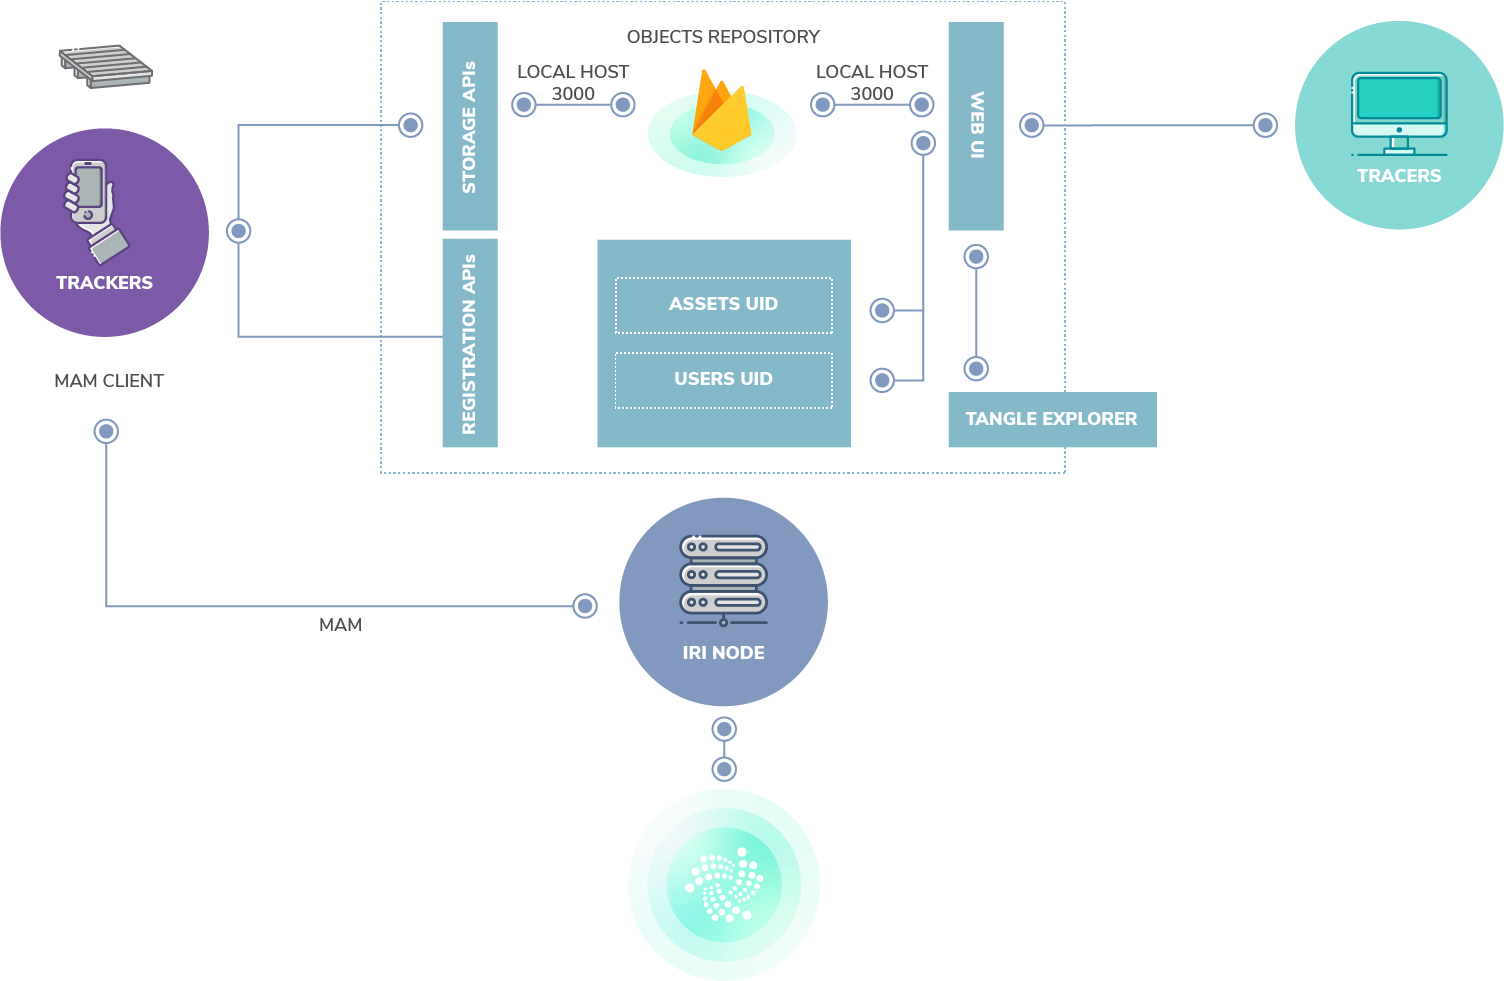 OBJECTS REPOSITORY
LOCAL HOST
3000
LOCAL HOST
3000
STORAGE APIs
WEB UI
TRACERS
TRACKERS
REGISTRATION APIs
ASSETS UID
USERS UID
MAM CLIENT
TANGLE EXPLORER
MAM
IRI NODE